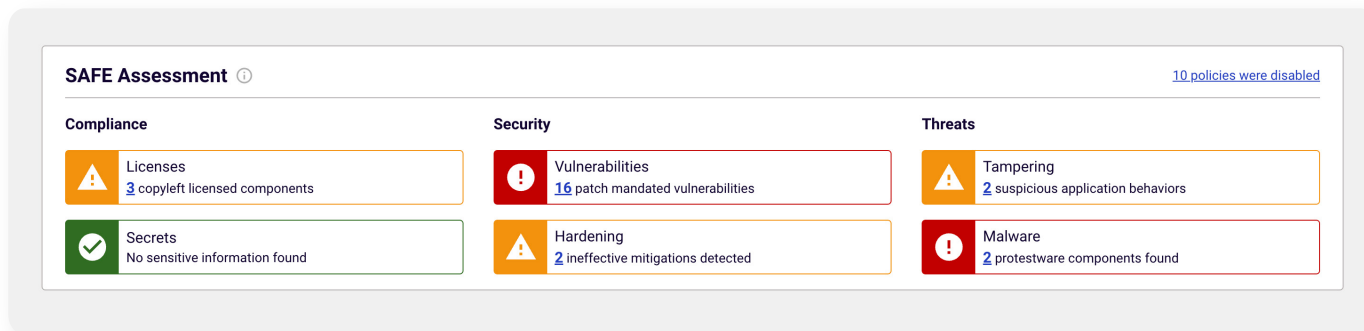 SAFE Assessment
10 policies were disabled
Compliance
Licenses
3 copyleft licensed components
Secrets
No sensitive information found
Security
Vulnerabilities
16 patch mandated vulnerabilities
Hardening
2 ineffective mitigations detected
Threats
Tampering
2 suspicious application behaviors
Malware
2 protestware components found